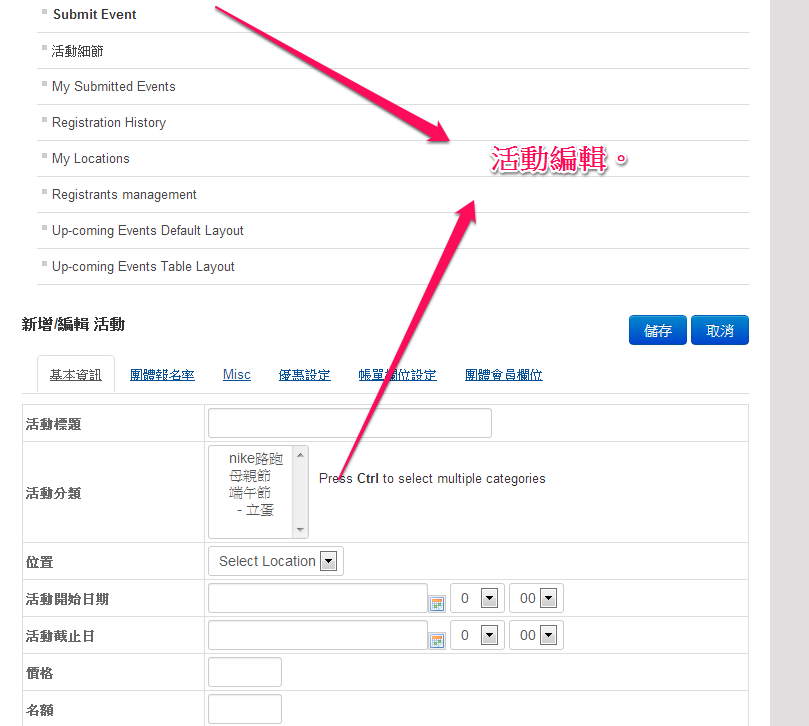 Submit Event
活動細節
My Submitted Events
Registration History
My Locations
Registrants management
Up-coming Events Default Layout
Up-coming Events Table Layout
活動編輯。
新增/編輯 活動
儲存 取消
基本資訊 團體報名率 Misc 優惠設定 帳單欄位設定 團體會員欄位
活動標題
活動分類
nike路跑
母親節
端午節
- 立蛋
Press Ctrl to select multiple categories
位置 Select Location
活動開始日期 0 00
活動截止日 0 00
價格
名額